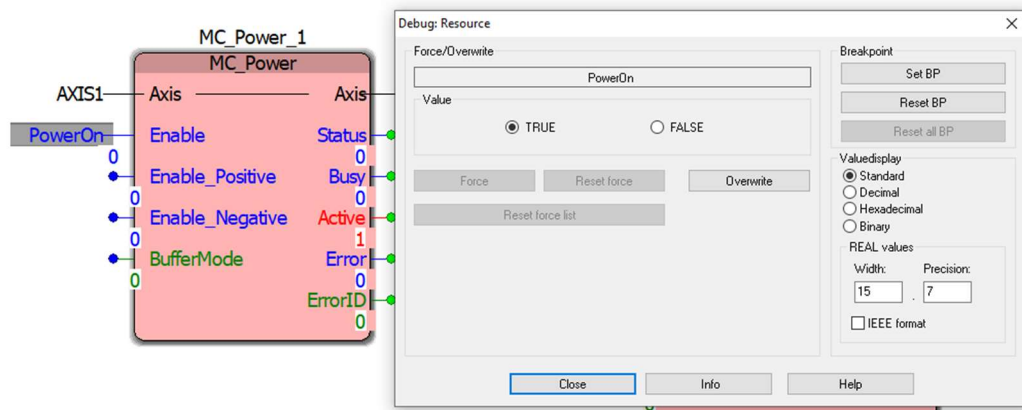 MC_Power_1
MC_Power
AXIS1
Axis
Axis
PowerOn
Enable
Status
0
0
Enable_Positive
Busy
0
0
Enable_Negative
Active
0
1
BufferMode
Error
0
0
ErrorID
0
Debug: Resource
Force/Overwrite
PowerOn
Value
TRUE
FALSE
Force
Reset force
Overwrite
Reset force list
Breakpoint
Set BP
Reset BP
Reset all BP
Valuedisplay
Standard
Decimal
Hexadecimal
Binary
REAL values
Width:
Precision:
15
.
7
IEEE format
Close
Info
Help